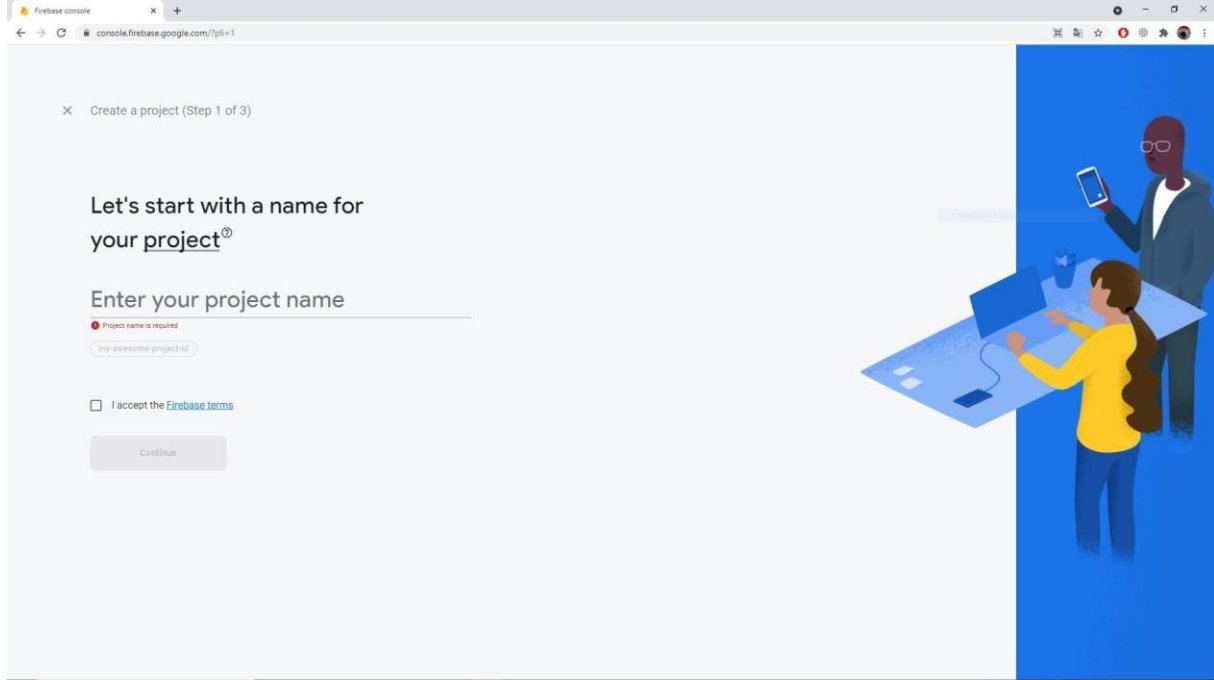 Firebase console
console.firebase.google.com/?pli=1
Create a project (Step 1 of 3)
Let's start with a name for
your project
Enter your project name
Project name is required
my-awesome-project-id
I accept the Firebase terms
Continue